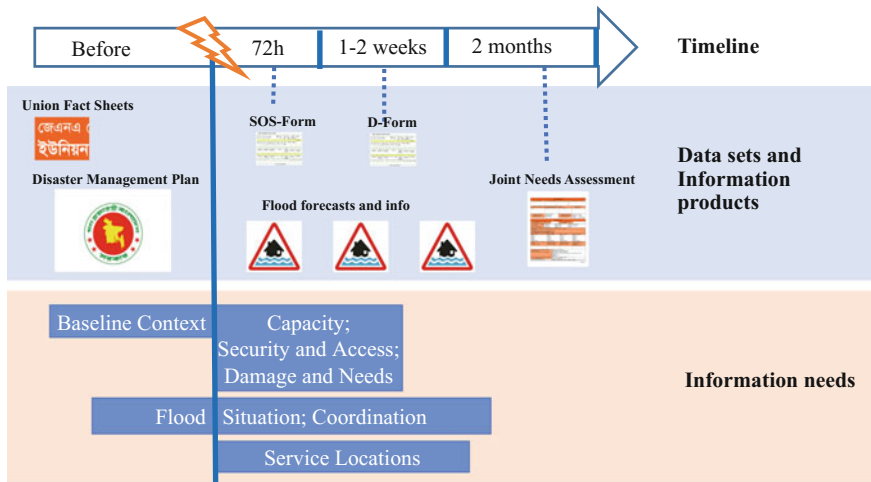 Before
72h
1-2 weeks
2 months
Timeline
Union Fact Sheets
জেএনএ
ইউনিয়ন
SOS-Form
D-Form
Disaster Management Plan
Joint Needs Assessment
Flood forecasts and info
Data sets and
Information
products
Baseline Context
Capacity;
Security and Access;
Damage and Needs
Flood Situation; Coordination
Service Locations
Information needs